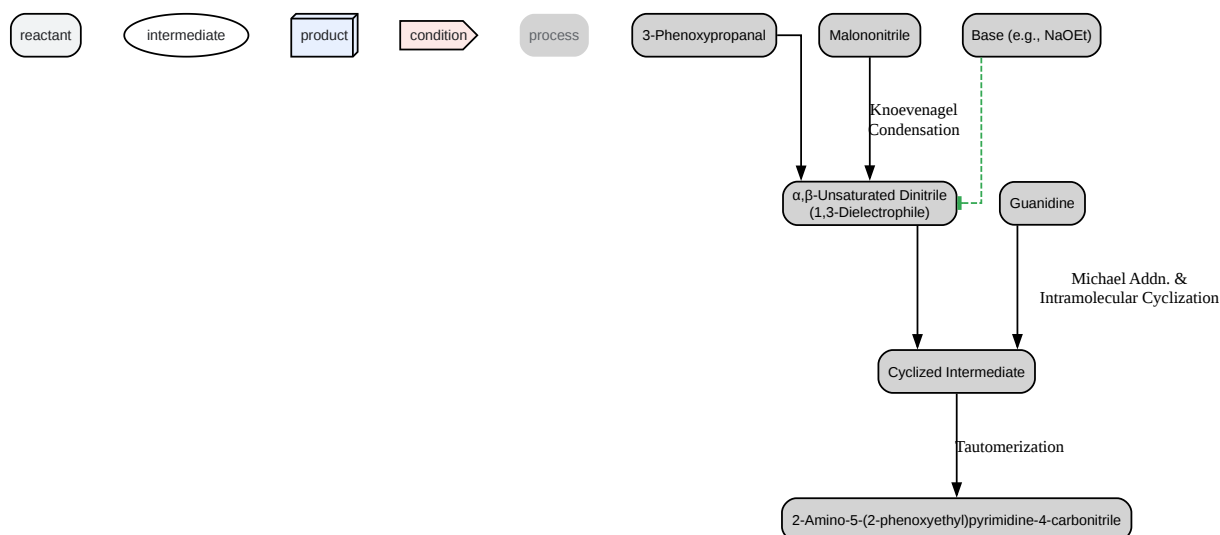 reactant
intermediate
product
condition
process
3-Phenoxypropanal
Malononitrile
Base (e.g., NaOEt)
Knoevenagel
Condensation
α,β-Unsaturated Dinitrile
(1,3-Dielectrophile)
Guanidine
Michael Addn. &
Intramolecular Cyclization
Cyclized Intermediate
Tautomerization
2-Amino-5-(2-phenoxyethyl)pyrimidine-4-carbonitrile